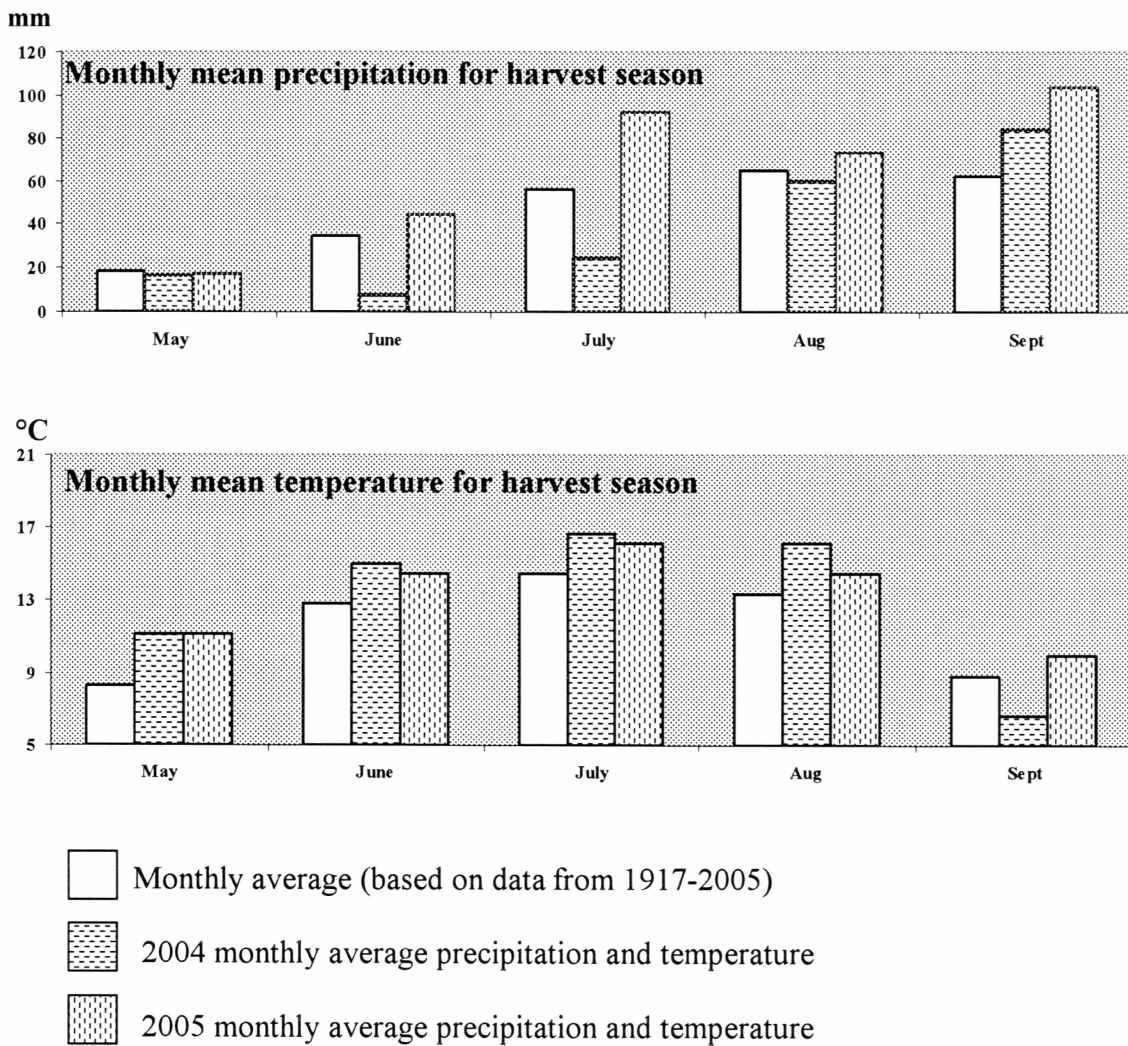 mm
120
Monthly mean precipitation for harvest season
100
80
60
40
20
0
May June July Aug Sept
°C
21
Monthly mean temperature for harvest season
17
13
9
5
May June July Aug Sept
Monthly average (based on data from 1917-2005)
2004 monthly average precipitation and temperature
2005 monthly average precipitation and temperature